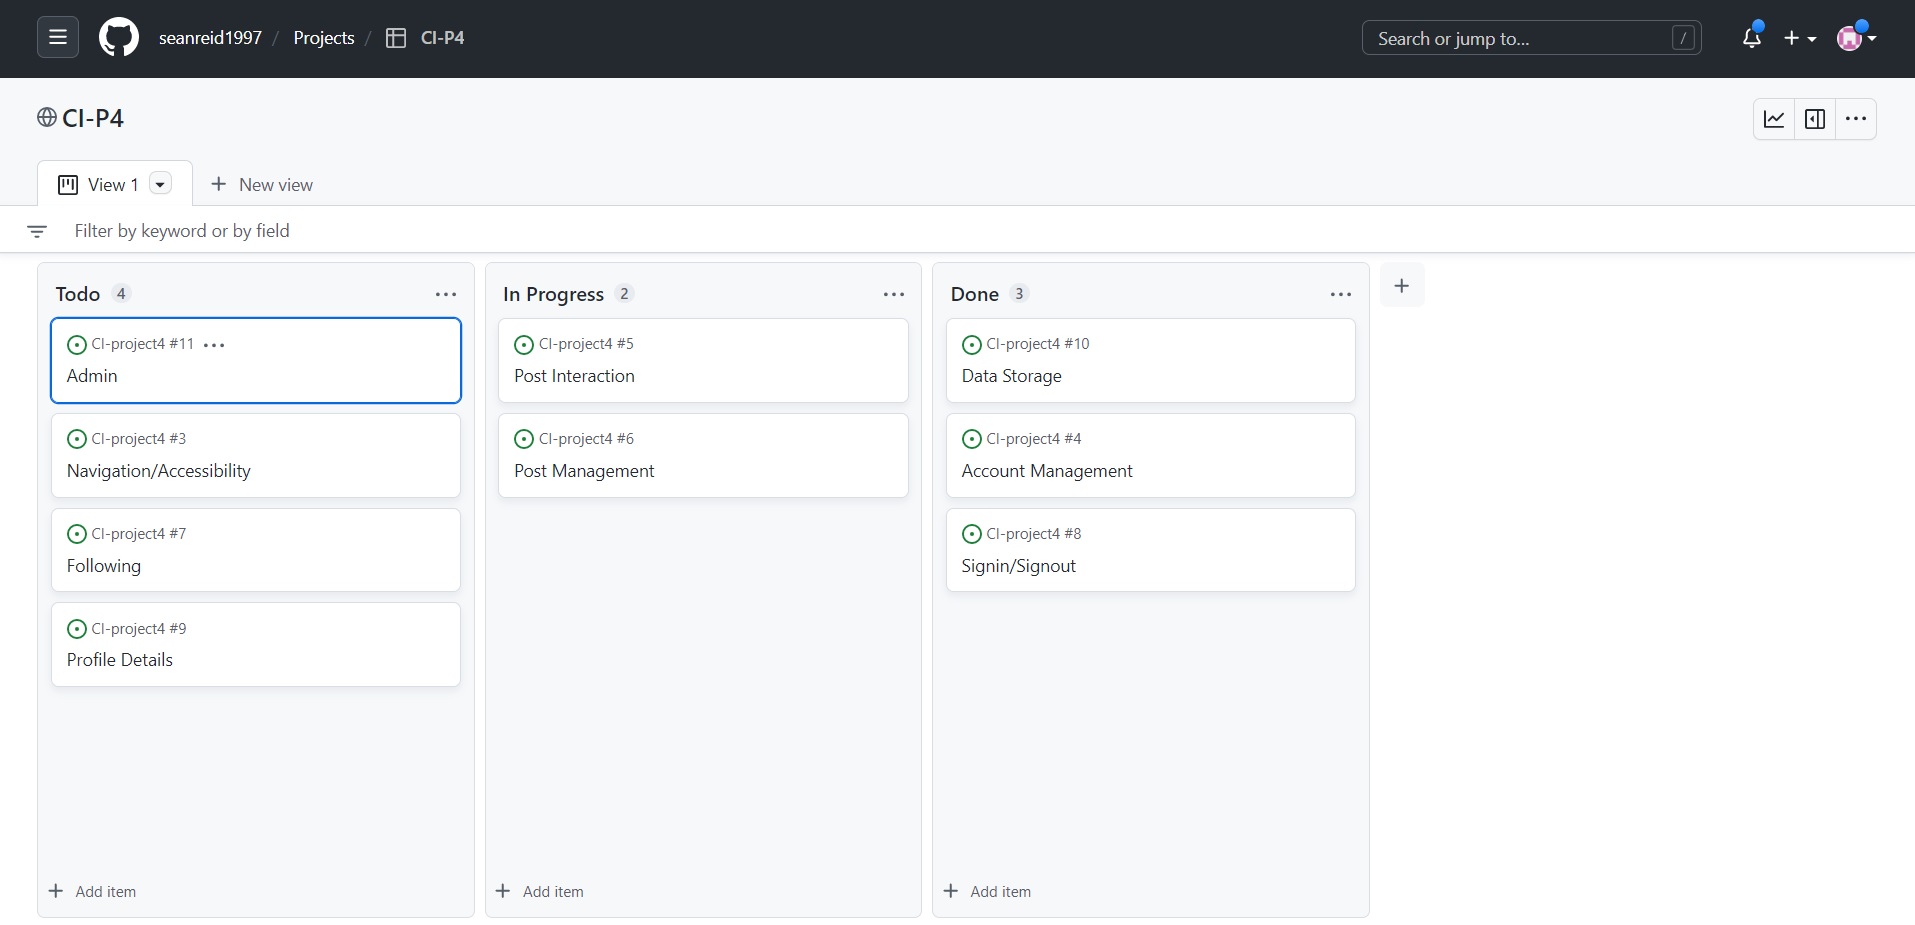 seanreid1997 / Projects / CI-P4
Search or jump to... /
CI-P4
View 1
New view
Filter by keyword or by field
Todo 4
CI-project4 #11
Admin
CI-project4 #3
Navigation/Accessibility
CI-project4 #7
Following
CI-project4 #9
Profile Details
Add item
In Progress 2
CI-project4 #5
Post Interaction
CI-project4 #6
Post Management
Add item
Done 3
CI-project4 #10
Data Storage
CI-project4 #4
Account Management
CI-project4 #8
Signin/Signout
Add item